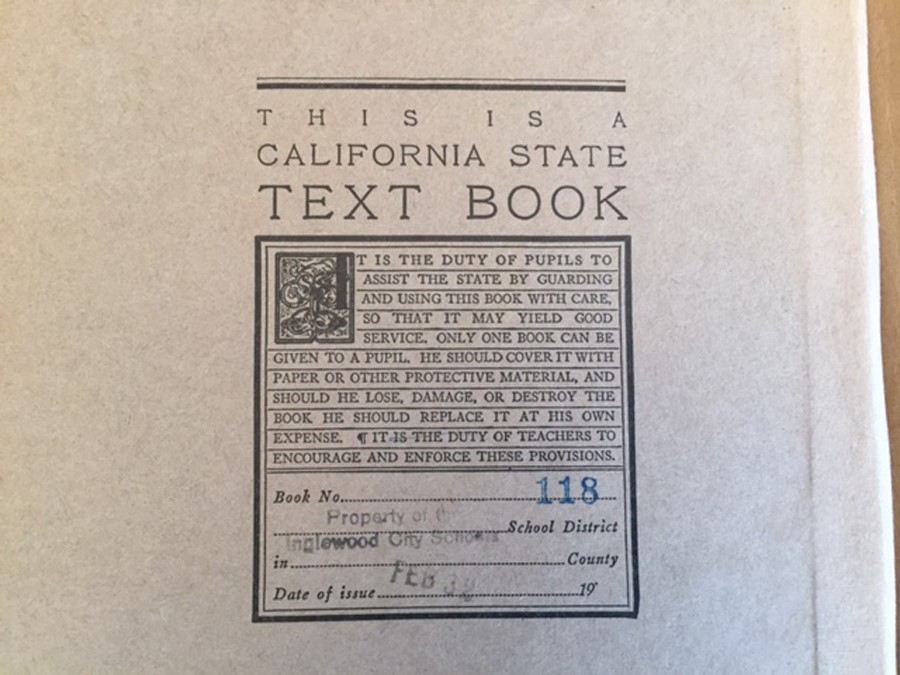 THIS IS A
CALIFORNIA STATE
TEXT BOOK
IT IS THE DUTY OF PUPILS TO
ASSIST THE STATE BY GUARDING
AND USING THIS BOOK WITH CARE,
SO THAT IT MAY YIELD GOOD
SERVICE. ONLY ONE BOOK CAN BE
GIVEN TO A PUPIL. HE SHOULD COVER IT WITH
PAPER OR OTHER PROTECTIVE MATERIAL, AND
SHOULD HE LOSE, DAMAGE, OR DESTROY THE
BOOK HE SHOULD REPLACE IT AT HIS OWN
EXPENSE. ¶ IT IS THE DUTY OF TEACHERS TO
ENCOURAGE AND ENFORCE THESE PROVISIONS.
Book No. 118
Property of
School District
Inglewood City Schools
in County
FEB
Date of issue 19